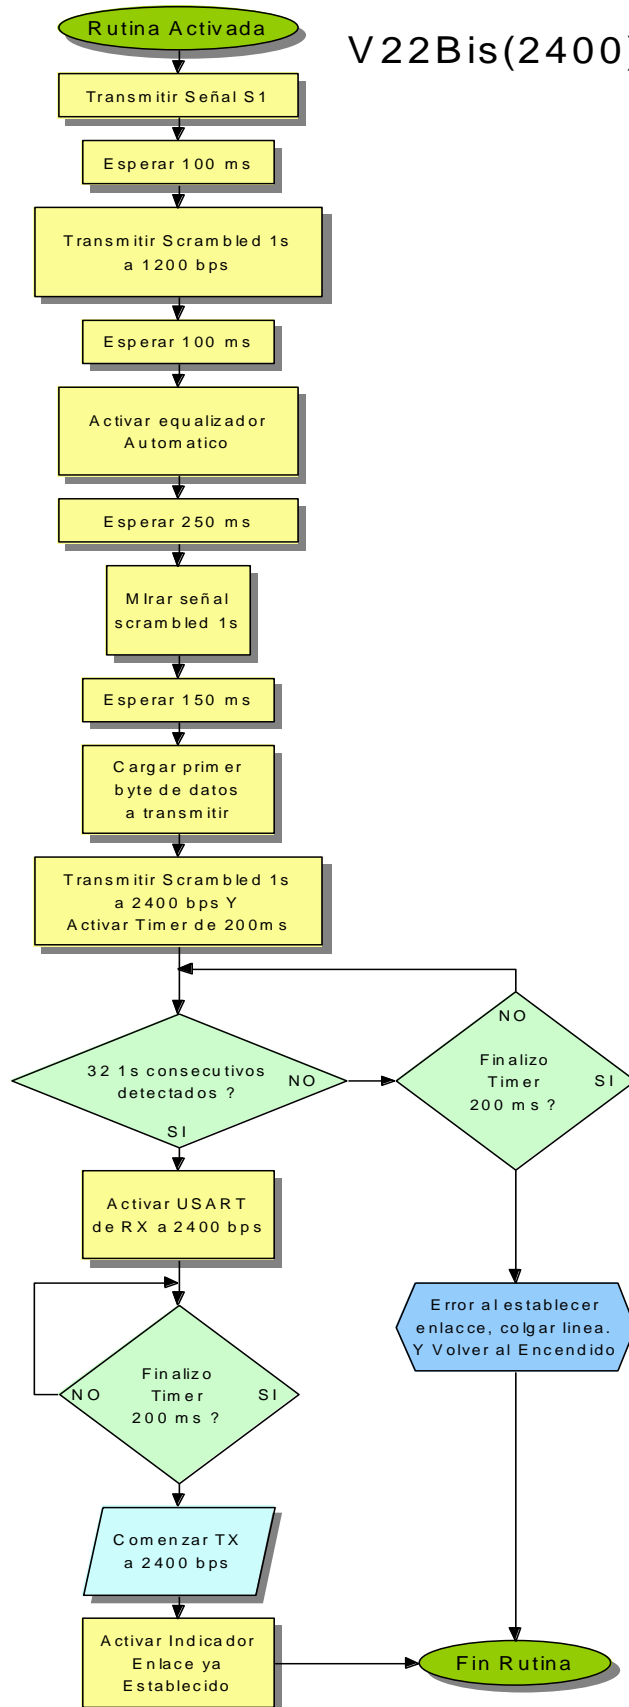 Rutina Activada
V22Bis(2400)
Transmitir Señal S1
Esperar 100 ms
Transmitir Scrambled 1s
a 1200 bps
Esperar 100 ms
Activar equalizador
Automatico
Esperar 250 ms
MIrar señal
scrambled 1s
Esperar 150 ms
Cargar primer
byte de datos
a transmitir
Transmitir Scrambled 1s
a 2400 bps Y
Activar Timer de 200ms
32 1s consecutivos
detectados ?
NO
SI
NO
Finalizo
Timer
200 ms ?
SI
Activar USART
de RX a 2400 bps
Error al establecer
enlacce, colgar linea.
Y Volver al Encendido
Finalizo
Timer
200 ms ?
NO
SI
Comenzar TX
a 2400 bps
Activar Indicador
Enlace ya
Establecido
Fin Rutina